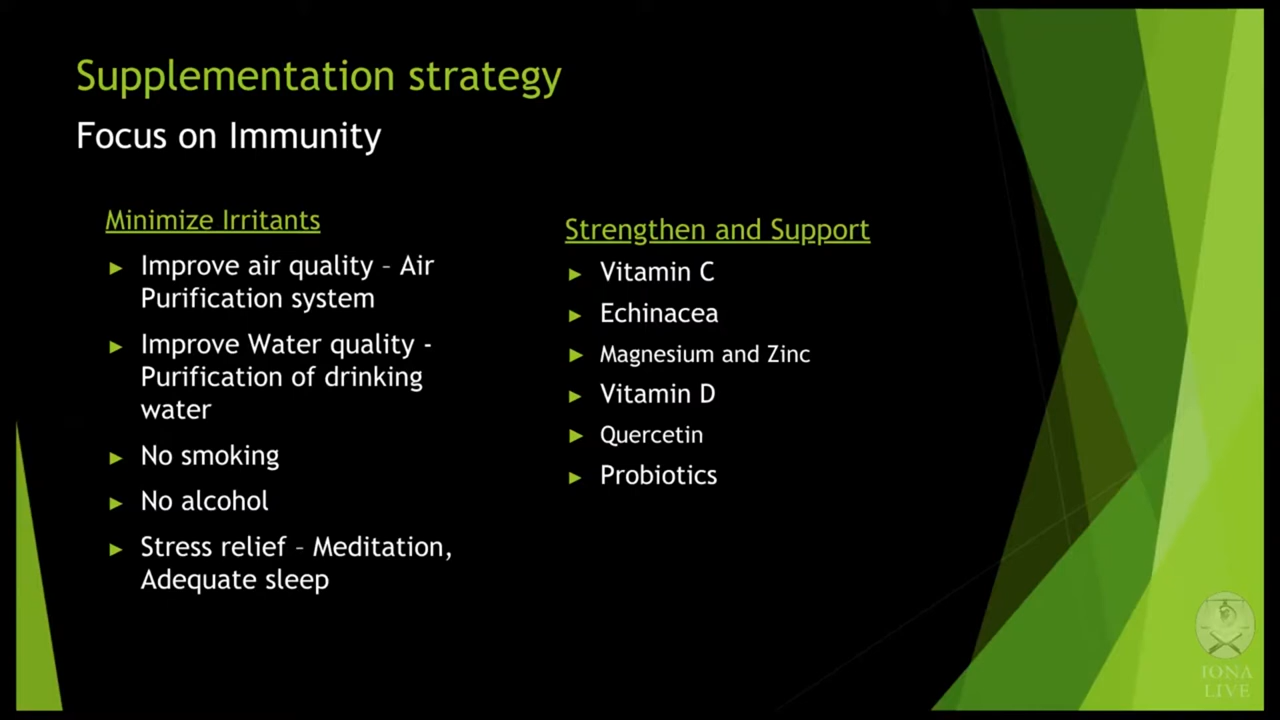 Supplementation strategy
Focus on Immunity
Minimize Irritants
► Improve air quality – Air
Purification system
► Improve Water quality -
Purification of drinking
water
► No smoking
► No alcohol
► Stress relief – Meditation,
Adequate sleep
Strengthen and Support
► Vitamin C
► Echinacea
► Magnesium and Zinc
► Vitamin D
► Quercetin
► Probiotics
IONA
LIVE